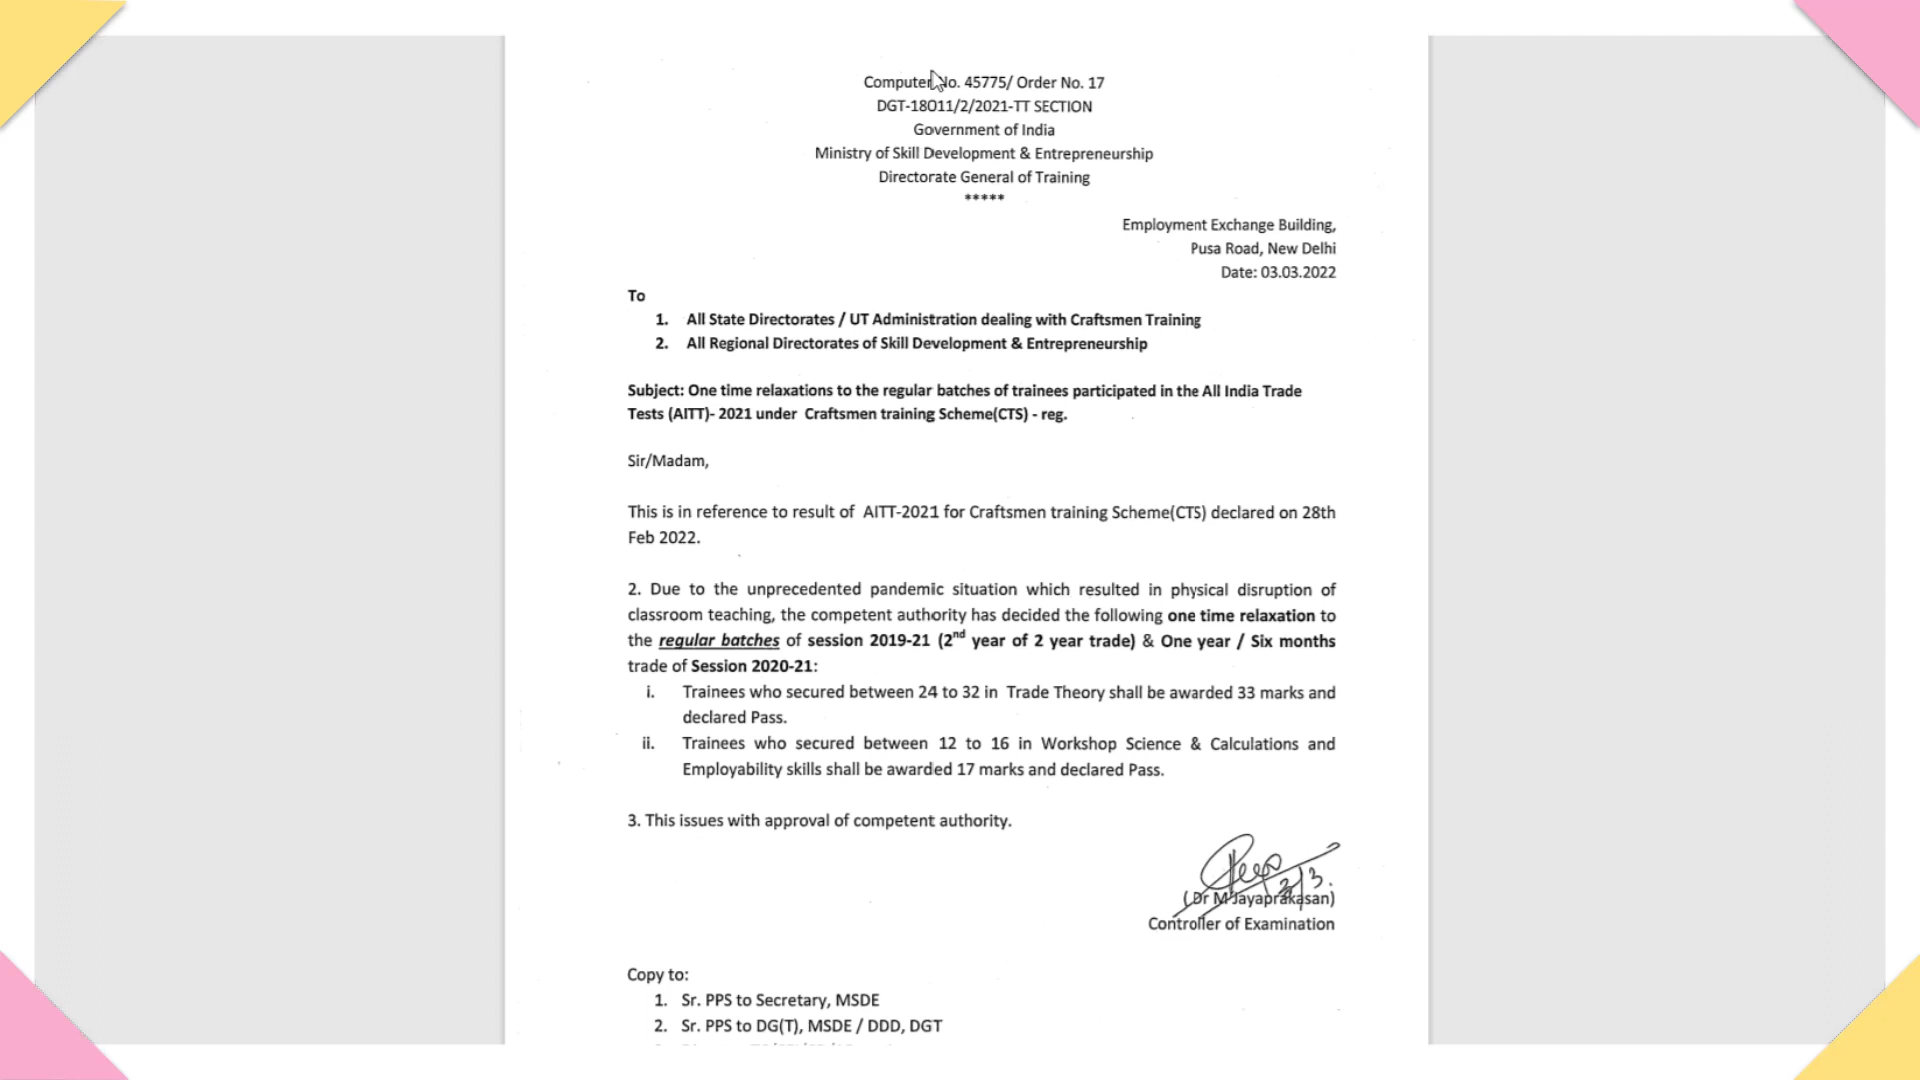 Computer No. 45775/ Order No. 17
DGT-18011/2/2021-TT SECTION
Government of India
Ministry of Skill Development & Entrepreneurship
Directorate General of Training
*****
Employment Exchange Building,
Pusa Road, New Delhi
Date: 03.03.2022
To
1. All State Directorates / UT Administration dealing with Craftsmen Training
2. All Regional Directorates of Skill Development & Entrepreneurship
Subject: One time relaxations to the regular batches of trainees participated in the All India Trade
Tests (AITT)- 2021 under Craftsmen training Scheme(CTS) - reg.
Sir/Madam,
This is in reference to result of AITT-2021 for Craftsmen training Scheme(CTS) declared on 28th
Feb 2022.
2. Due to the unprecedented pandemic situation which resulted in physical disruption of
classroom teaching, the competent authority has decided the following one time relaxation to
the regular batches of session 2019-21 (2nd year of 2 year trade) & One year / Six months
trade of Session 2020-21:
i. Trainees who secured between 24 to 32 in Trade Theory shall be awarded 33 marks and
declared Pass.
ii. Trainees who secured between 12 to 16 in Workshop Science & Calculations and
Employability skills shall be awarded 17 marks and declared Pass.
3. This issues with approval of competent authority.
(Dr M Jayaprakasan)
Controller of Examination
Copy to:
1. Sr. PPS to Secretary, MSDE
2. Sr. PPS to DG(T), MSDE / DDD, DGT